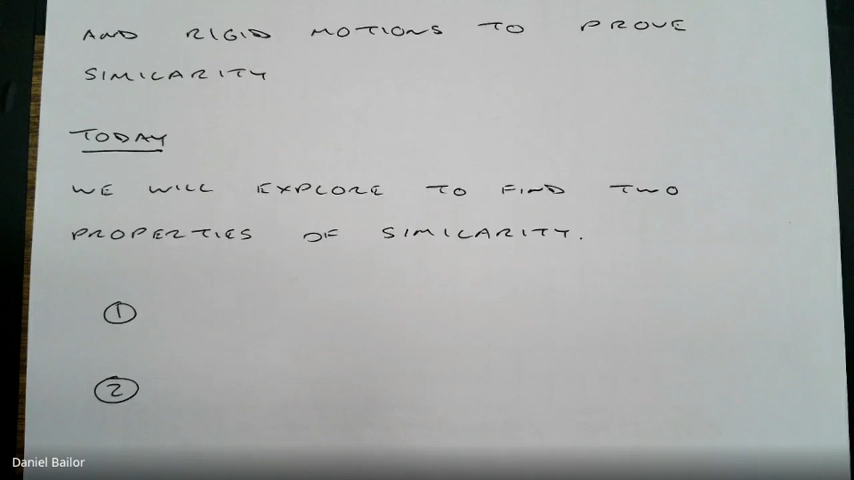 AND RIGID MOTIONS TO PROVE
SIMILARITY
TODAY
WE WILL EXPLORE TO FIND TWO
PROPERTIES OF SIMILARITY.
①
②
Daniel Bailor